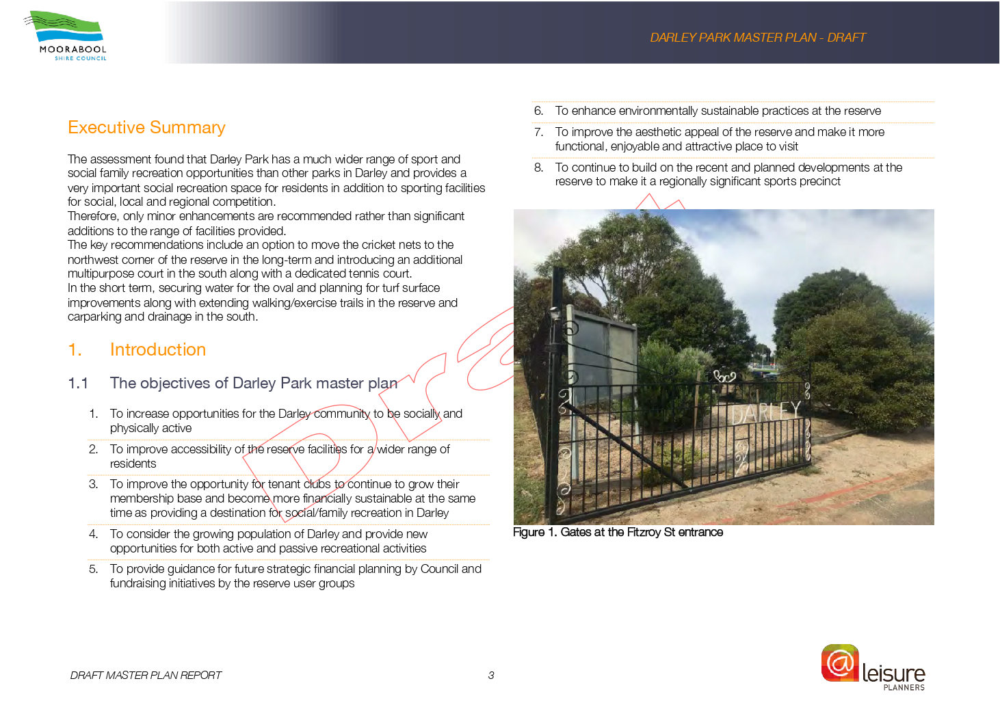 MOORABOOL
SHIRE COUNCIL
DARLEY PARK MASTER PLAN - DRAFT
Executive Summary
The assessment found that Darley Park has a much wider range of sport and
social family recreation opportunities than other parks in Darley and provides a
very important social recreation space for residents in addition to sporting facilities
for social, local and regional competition.
Therefore, only minor enhancements are recommended rather than significant
additions to the range of facilities provided.
The key recommendations include an option to move the cricket nets to the
northwest corner of the reserve in the long-term and introducing an additional
multipurpose court in the south along with a dedicated tennis court.
In the short term, securing water for the oval and planning for turf surface
improvements along with extending walking/exercise trails in the reserve and
carparking and drainage in the south.
1. Introduction
1.1 The objectives of Darley Park master plan
1. To increase opportunities for the Darley community to be socially and
physically active
2. To improve accessibility of the reserve facilities for a wider range of
residents
3. To improve the opportunity for tenant clubs to continue to grow their
membership base and become more financially sustainable at the same
time as providing a destination for social/family recreation in Darley
4. To consider the growing population of Darley and provide new
opportunities for both active and passive recreational activities
5. To provide guidance for future strategic financial planning by Council and
fundraising initiatives by the reserve user groups
6. To enhance environmentally sustainable practices at the reserve
7. To improve the aesthetic appeal of the reserve and make it more
functional, enjoyable and attractive place to visit
8. To continue to build on the recent and planned developments at the
reserve to make it a regionally significant sports precinct
Dra
DARLEY
Figure 1. Gates at the Fitzroy St entrance
DRAFT MASTER PLAN REPORT
3
@leisure
PLANNERS